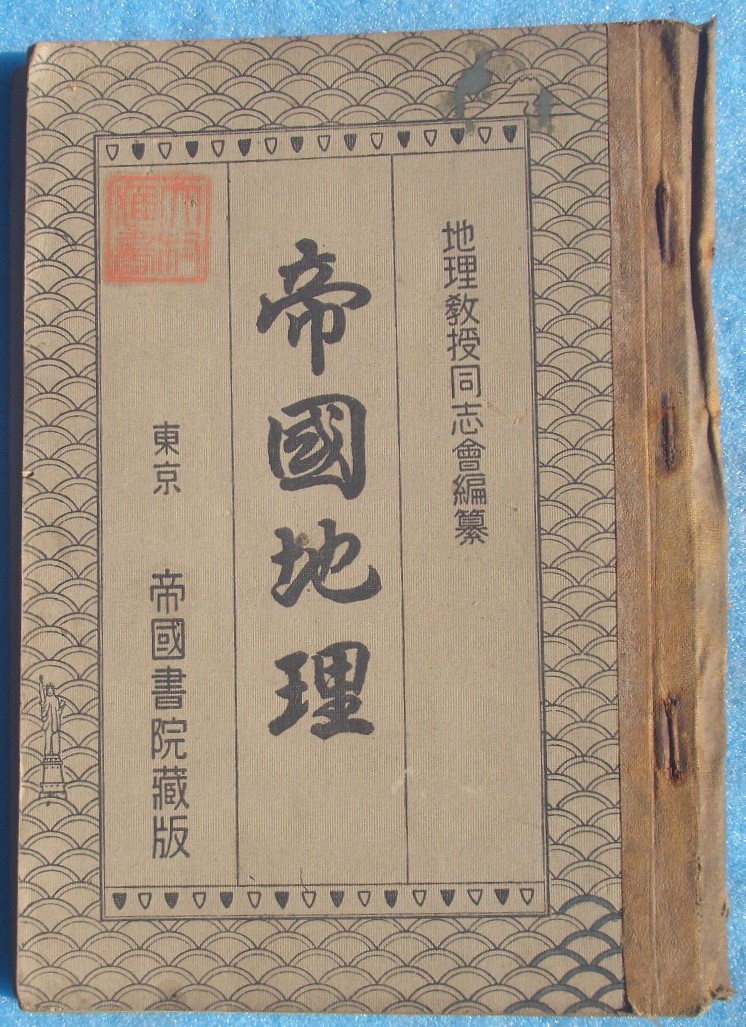 地理教授同志會編纂
帝國地理
東京 帝國書院藏版